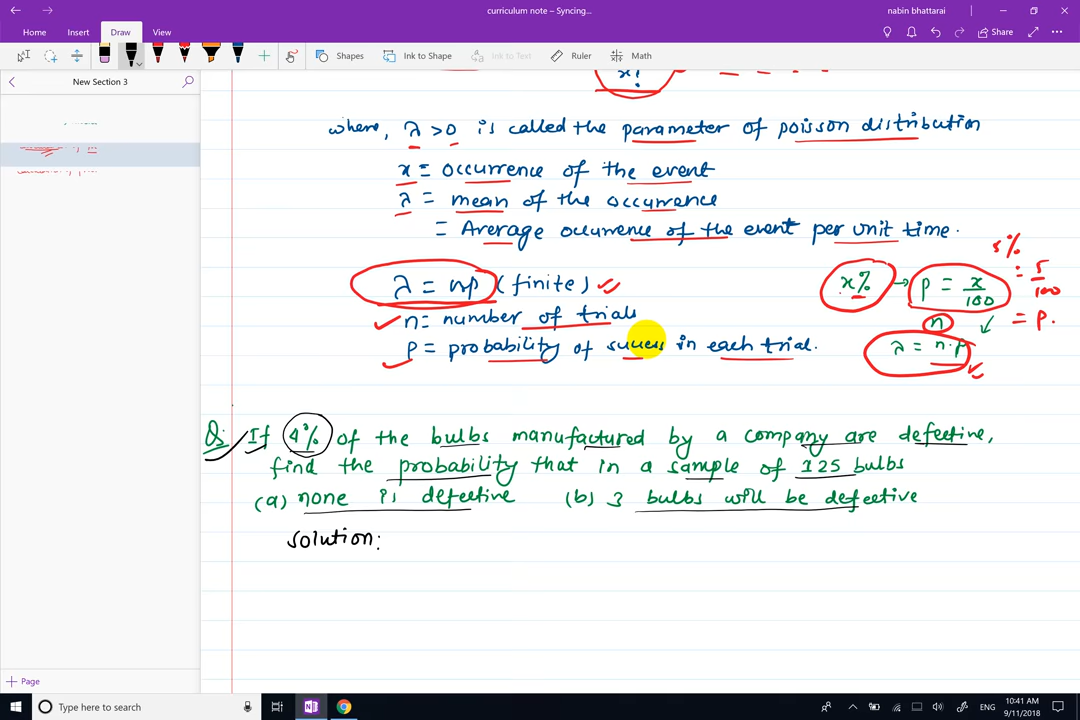 curriculum note – Syncing...
nabin bhattarai
Home Insert Draw View
Share
Shapes
Ink to Shape
Ink to Text
Ruler
Math
New Section 3
x!
where, λ >0 is called the parameter of poisson distribution
x = occurrence of the event
λ = mean of the occurrence
= Average occurrence of the event per unit time.
λ = np (finite)
n = number of trials
p = probability of success in each trial.
x% → p = x/100
n
λ = n.p
5%
= 5/100
= p.
Q: If 4% of the bulbs manufactured by a company are defective,
find the probability that in a sample of 125 bulbs
(a) none is defective (b) 3 bulbs will be defective
Solution:
+ Page
Type here to search
ENG
10:41 AM
9/11/2018